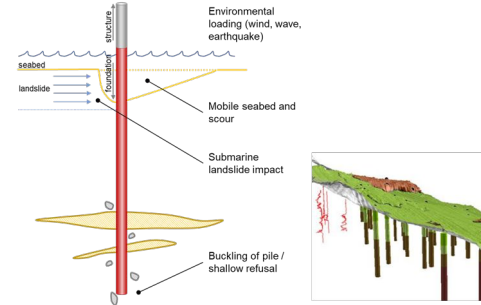 Environmental
loading (wind, wave,
earthquake)
structure
seabed
foundation
landslide
Mobile seabed and
scour
Submarine
landslide impact
Buckling of pile /
shallow refusal